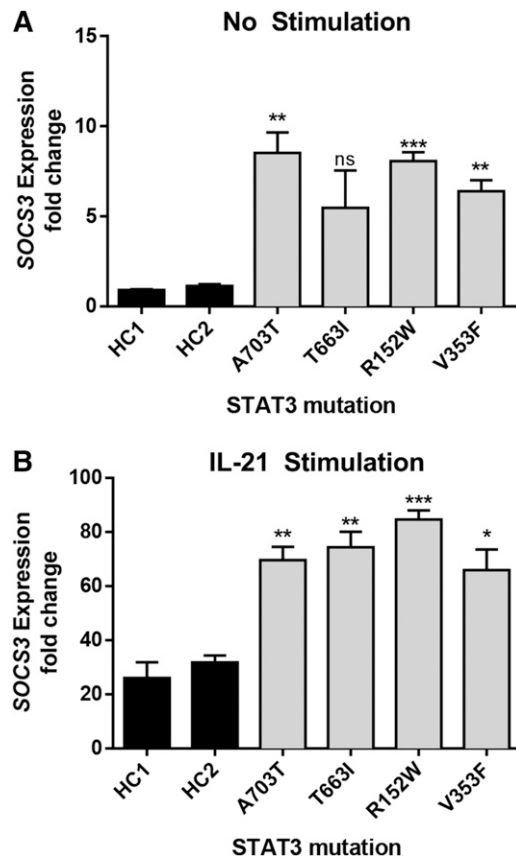 A
No Stimulation
SOCS3 Expression
fold change
15
10
5
0
**
ns
***
**
HC1
HC2
A703T
T663I
R152W
V353F
STAT3 mutation
B
IL-21 Stimulation
SOCS3 Expression
fold change
100
80
60
40
20
0
**
**
***
*
HC1
HC2
A703T
T663I
R152W
V353F
STAT3 mutation